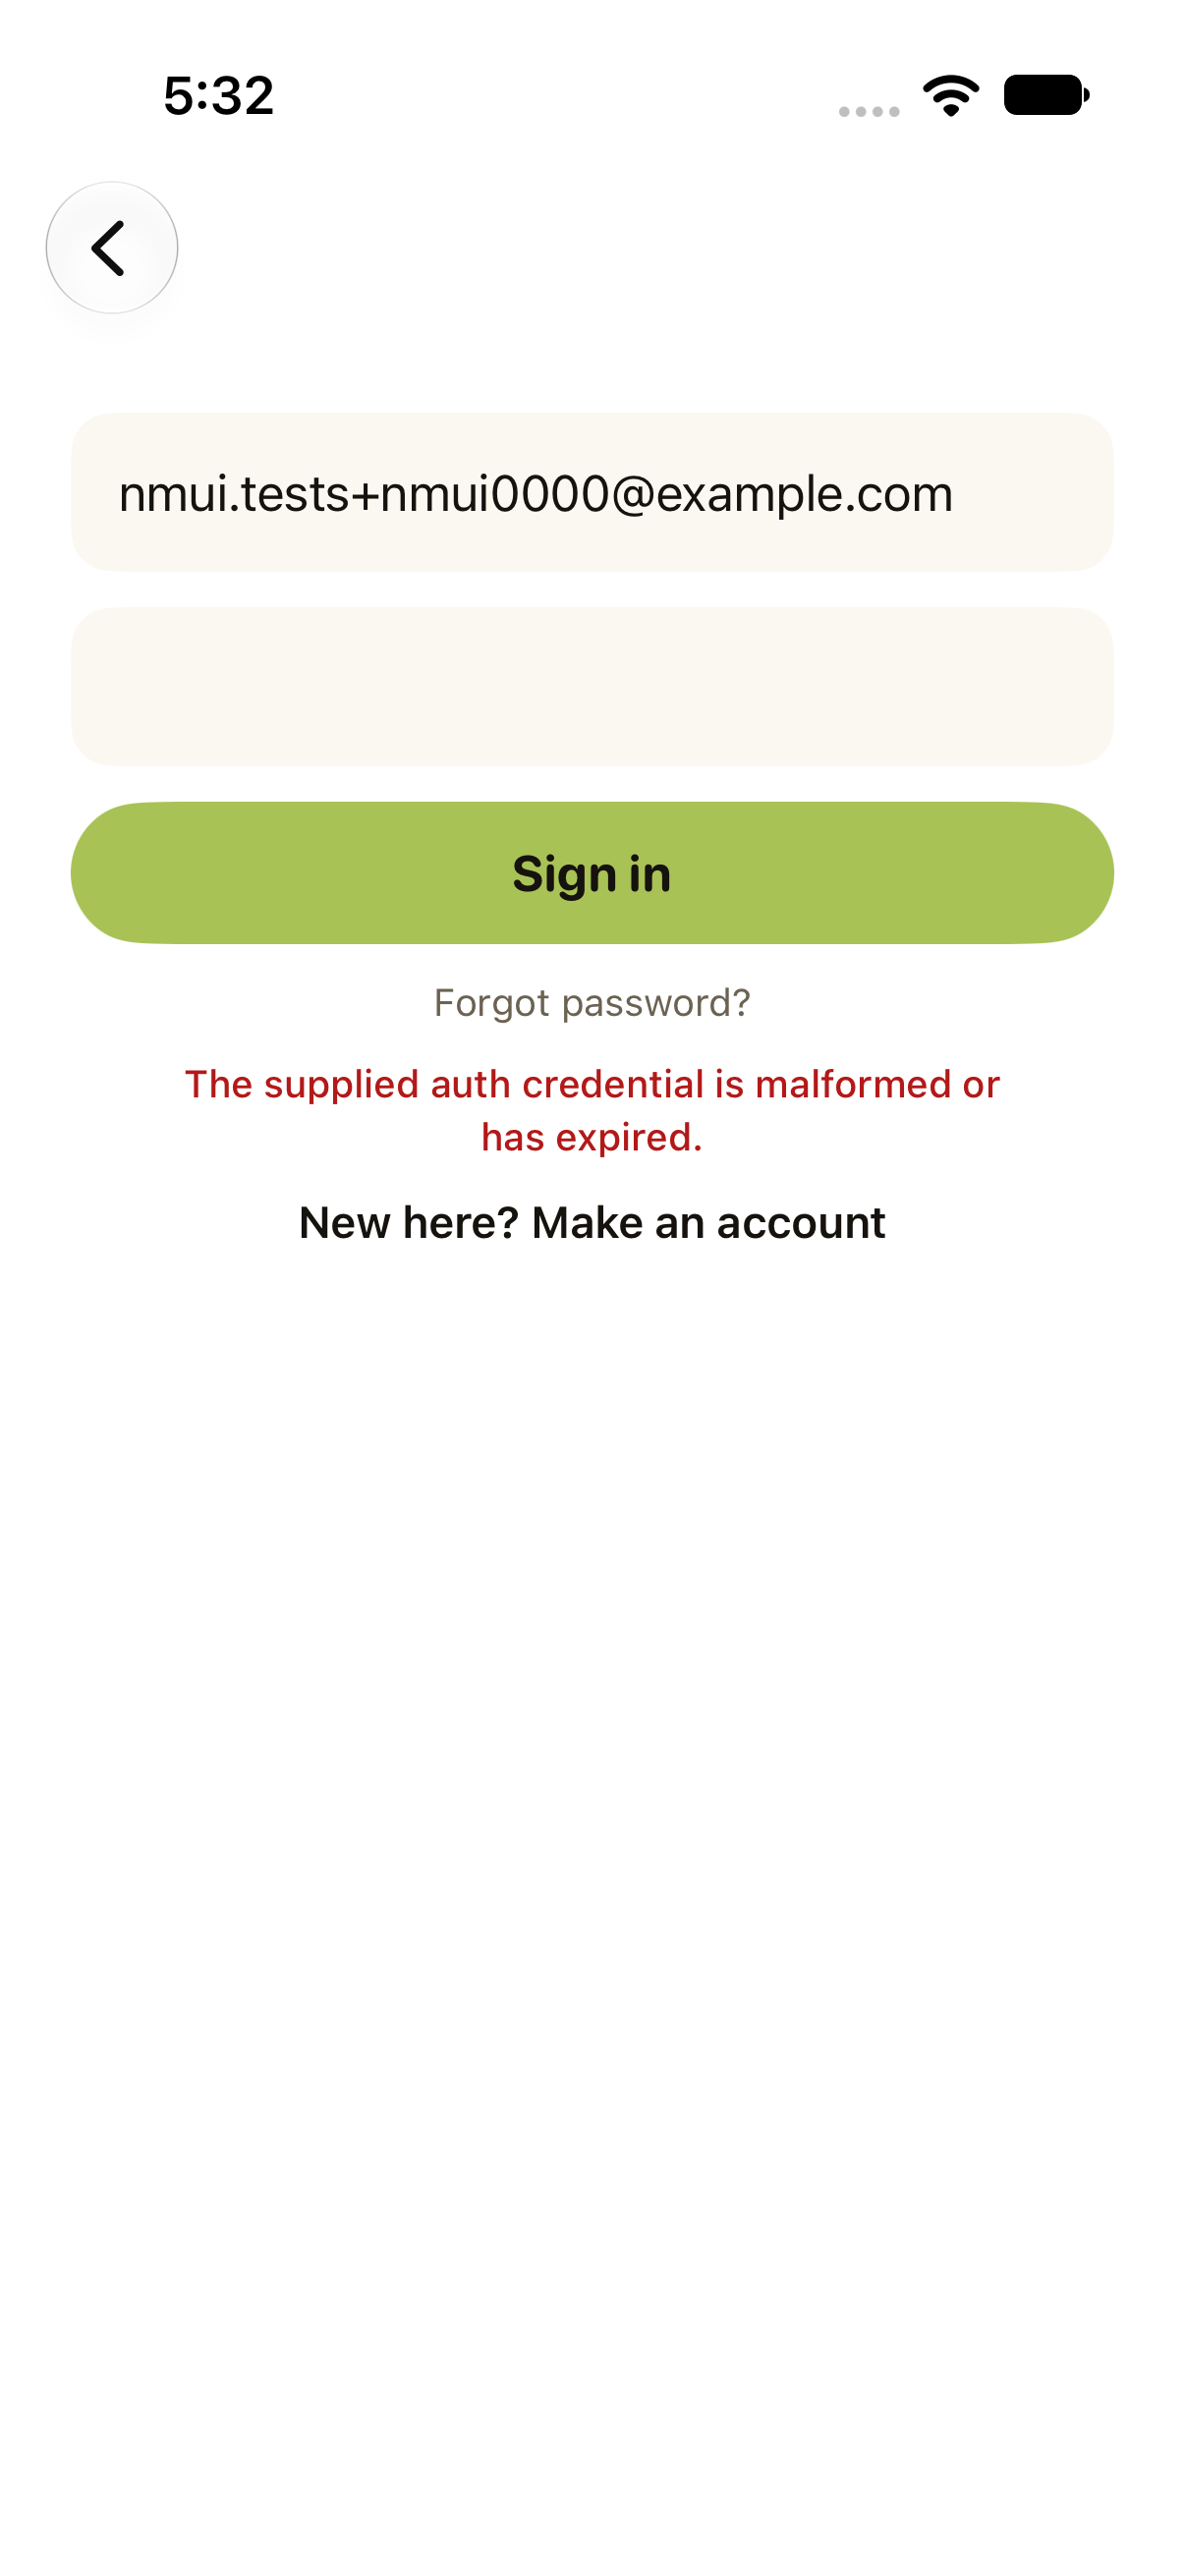 5:32
nmui.tests+nmui0000@example.com
Sign in
Forgot password?
The supplied auth credential is malformed or
has expired.
New here? Make an account